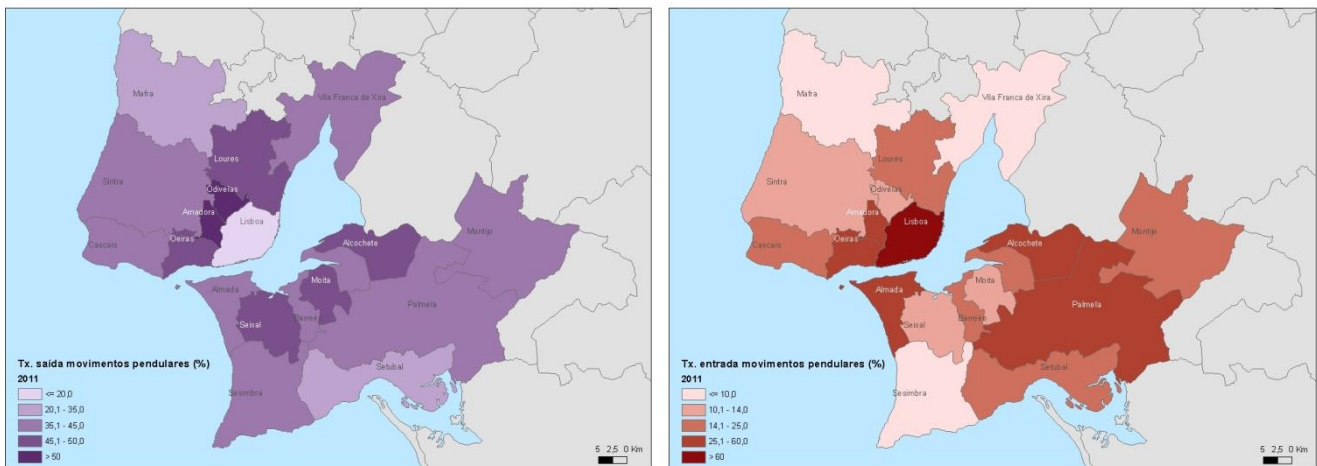 Mafra
Vila Franca de Xira
Loures
Sintra
Odivelas
Amadora
Lisboa
Oeiras
Cascais
Montijo
Alcochete
Almada
Moita
Palmela
Barreiro
Seixal
Setubal
Sesimbra
Tx. saída movimentos pendulares (%)
2011
<= 20,0
20,1 - 35,0
35,1 - 45,0
45,1 - 50,0
> 50
5 2,5 0 Km
Mafra
Vila Franca de Xira
Loures
Sintra
Odivelas
Amadora
Lisboa
Oeiras
Cascais
Montijo
Alcochete
Almada
Moita
Palmela
Barreiro
Seixal
Setubal
Sesimbra
Tx. entrada movimentos pendulares (%)
2011
<= 10,0
10,1 - 14,0
14,1 - 25,0
25,1 - 60,0
> 60
5 2,5 0 Km